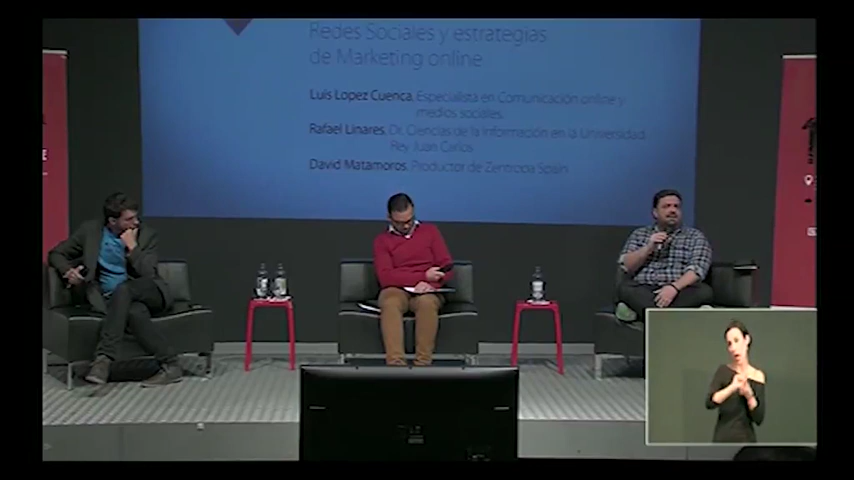 Redes Sociales y estrategias
de Marketing online
Luis Lopez Cuenca. Especialista en Comunicación online y
medios sociales.
Rafael Linares. Dr. Ciencias de la Información en la Universidad
Rey Juan Carlos
David Matamoros. Productor de Zentropa Spain